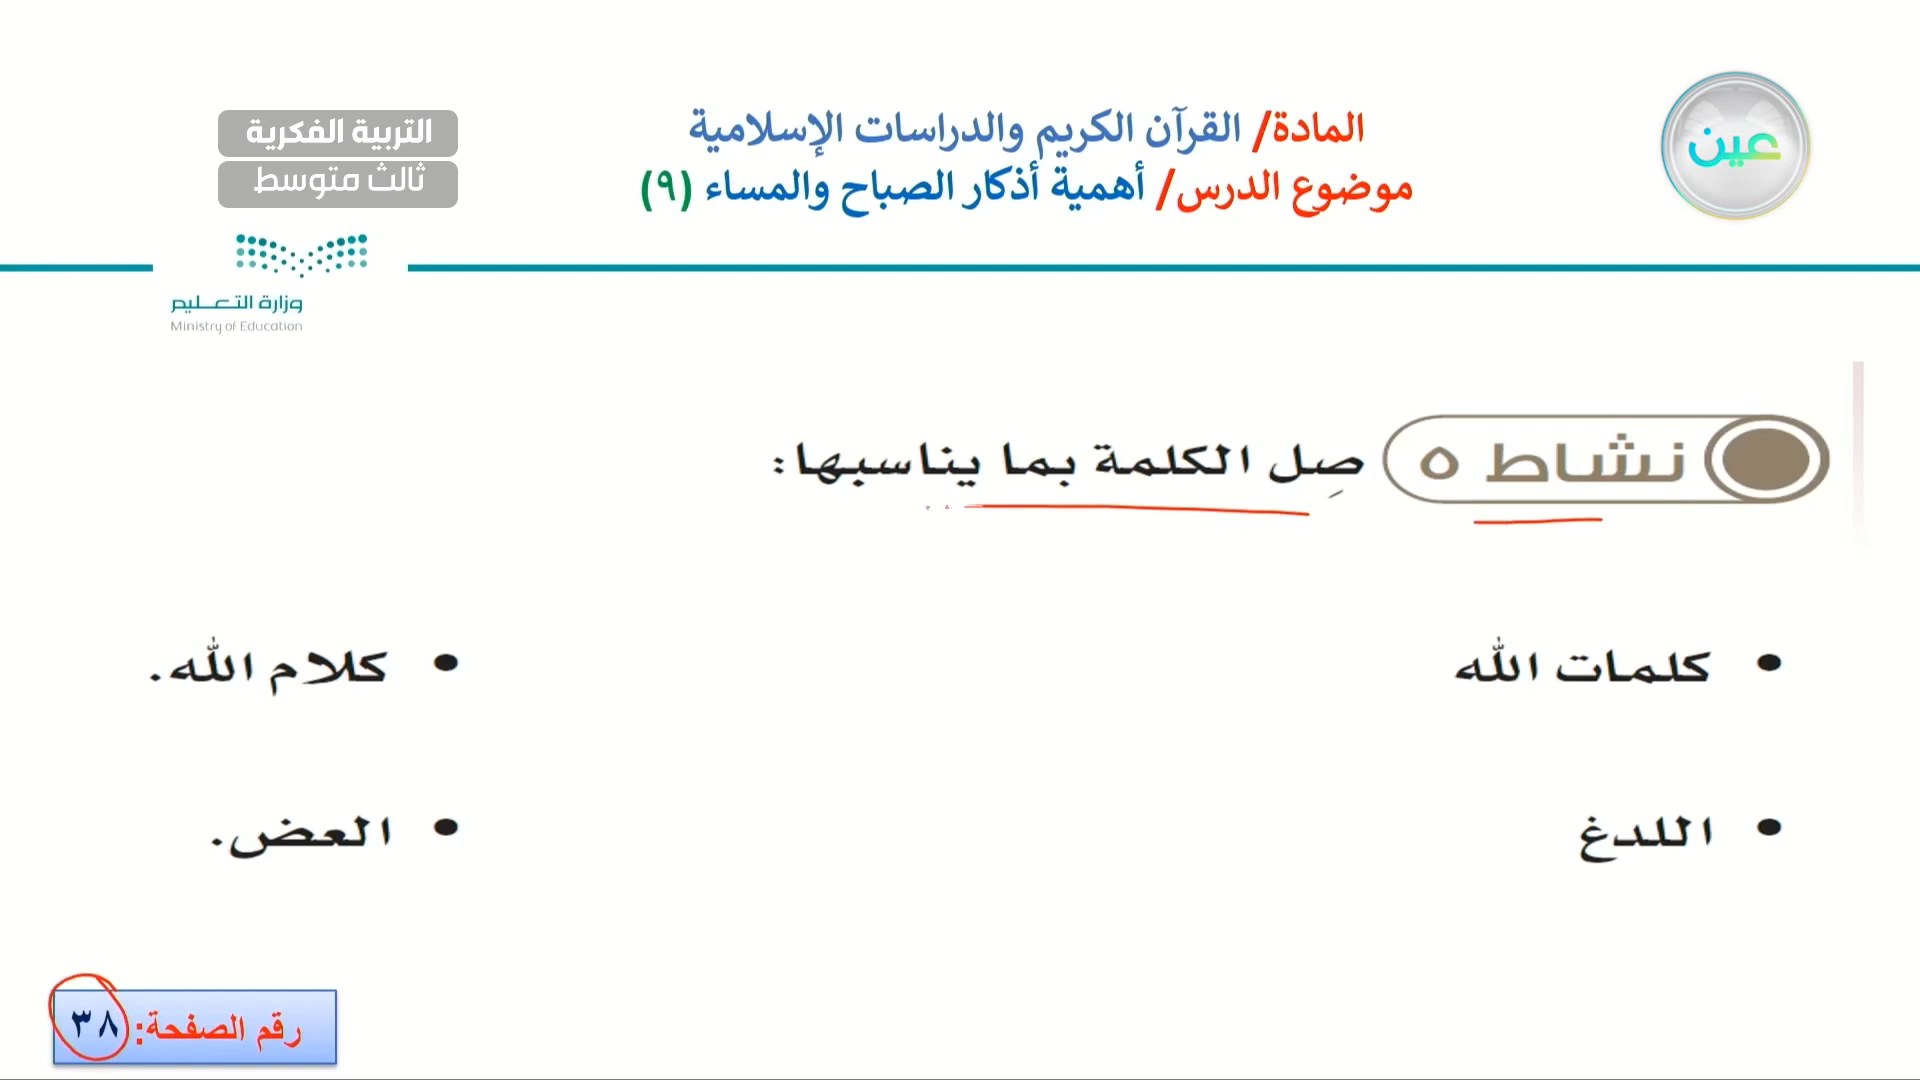 عين
المادة/ القرآن الكريم والدراسات الإسلامية
موضوع الدرس/ أهمية أذكار الصباح والمساء (٩)
التربية الفكرية
ثالث متوسط
وزارة التعليم
Ministry of Education
نشاط ٥ صِل الكلمة بما يناسبها:
• كلمات الله • كلام الله.
• اللدغ • العض.
رقم الصفحة: ٣٨